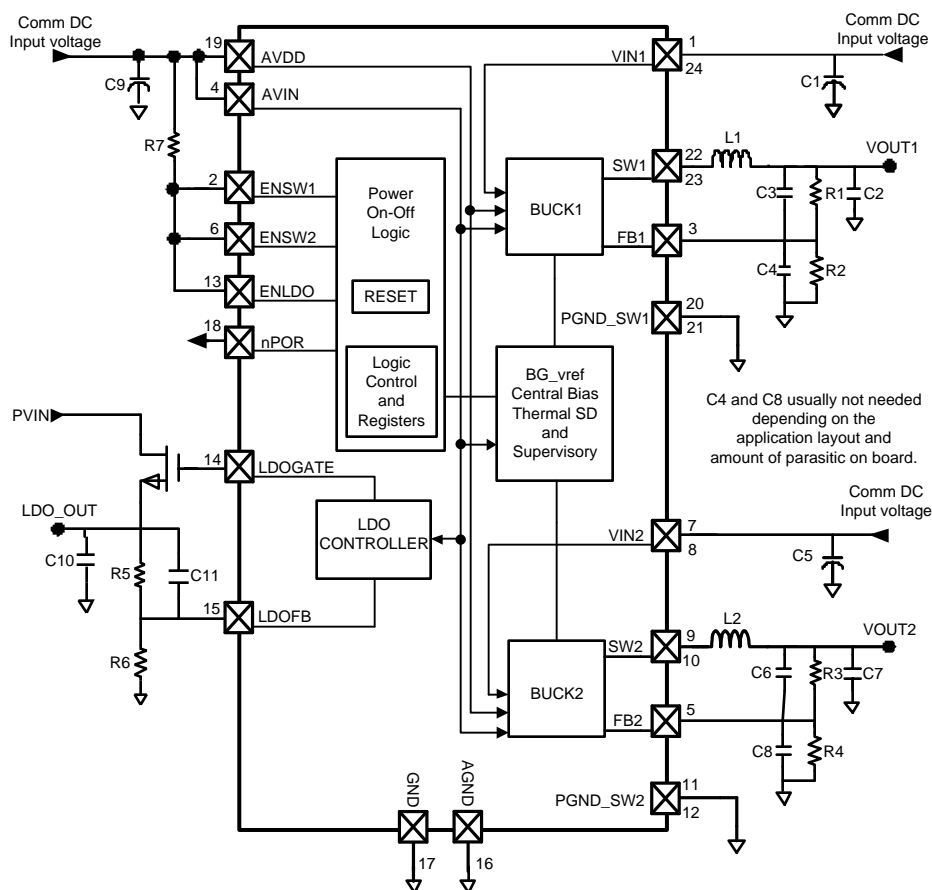 Comm DC
Input voltage
19
AVDD
C9
4
AVIN
R7
2
ENSW1
6
ENSW2
13
ENLDO
18
nPOR
Power
On-Off
Logic
RESET
Logic
Control
and
Registers
PVIN
14
LDOGATE
LDO_OUT
C10
R5
C11
15
LDOFB
R6
LDO
CONTROLLER
BUCK1
BG_vref
Central Bias
Thermal SD
and
Supervisory
BUCK2
GND
17
AGND
16
Comm DC
Input voltage
1
VIN1
24
C1
L1
22
SW1
23
VOUT1
C3
R1
C2
3
FB1
C4
R2
20
PGND_SW1
21
C4 and C8 usually not needed
depending on the
application layout and
amount of parasitic on board.
Comm DC
Input voltage
7
VIN2
8
C5
L2
9
SW2
10
VOUT2
C6
R3
C7
5
FB2
C8
R4
11
PGND_SW2
12